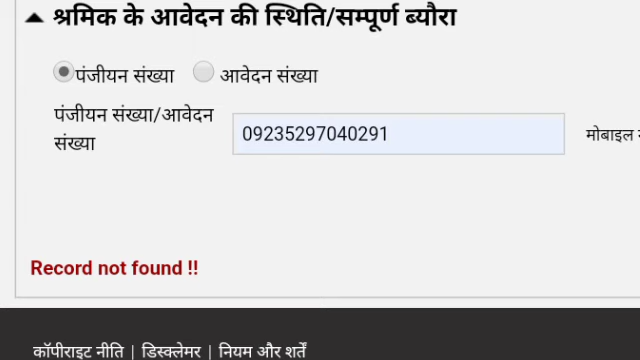 श्रमिक के आवेदन की स्थिति/सम्पूर्ण ब्यौरा
पंजीयन संख्या आवेदन संख्या
पंजीयन संख्या/आवेदन
संख्या
09235297040291
मोबाइल
Record not found !!
कॉपीराइट नीति | डिस्क्लेमर | नियम और शर्तें